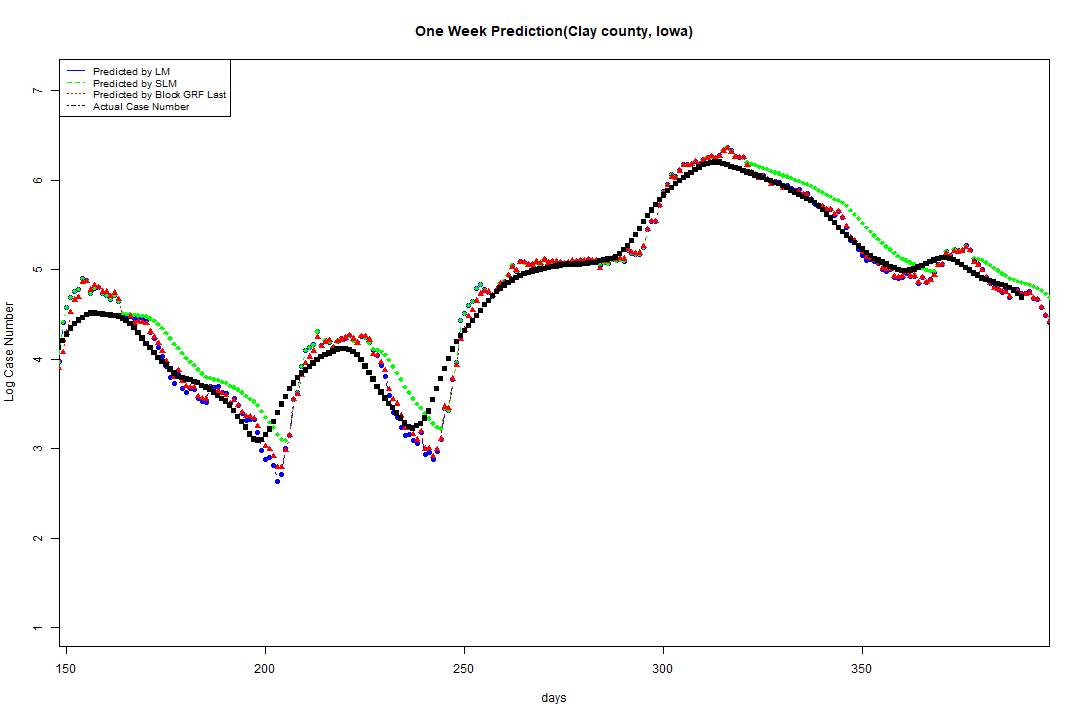 One Week Prediction(Clay county, Iowa)
Predicted by LM
Predicted by SLM
Predicted by Block GRF Last
Actual Case Number
7
6
5
4
3
2
1
Log Case Number
150 200 250 300 350
days